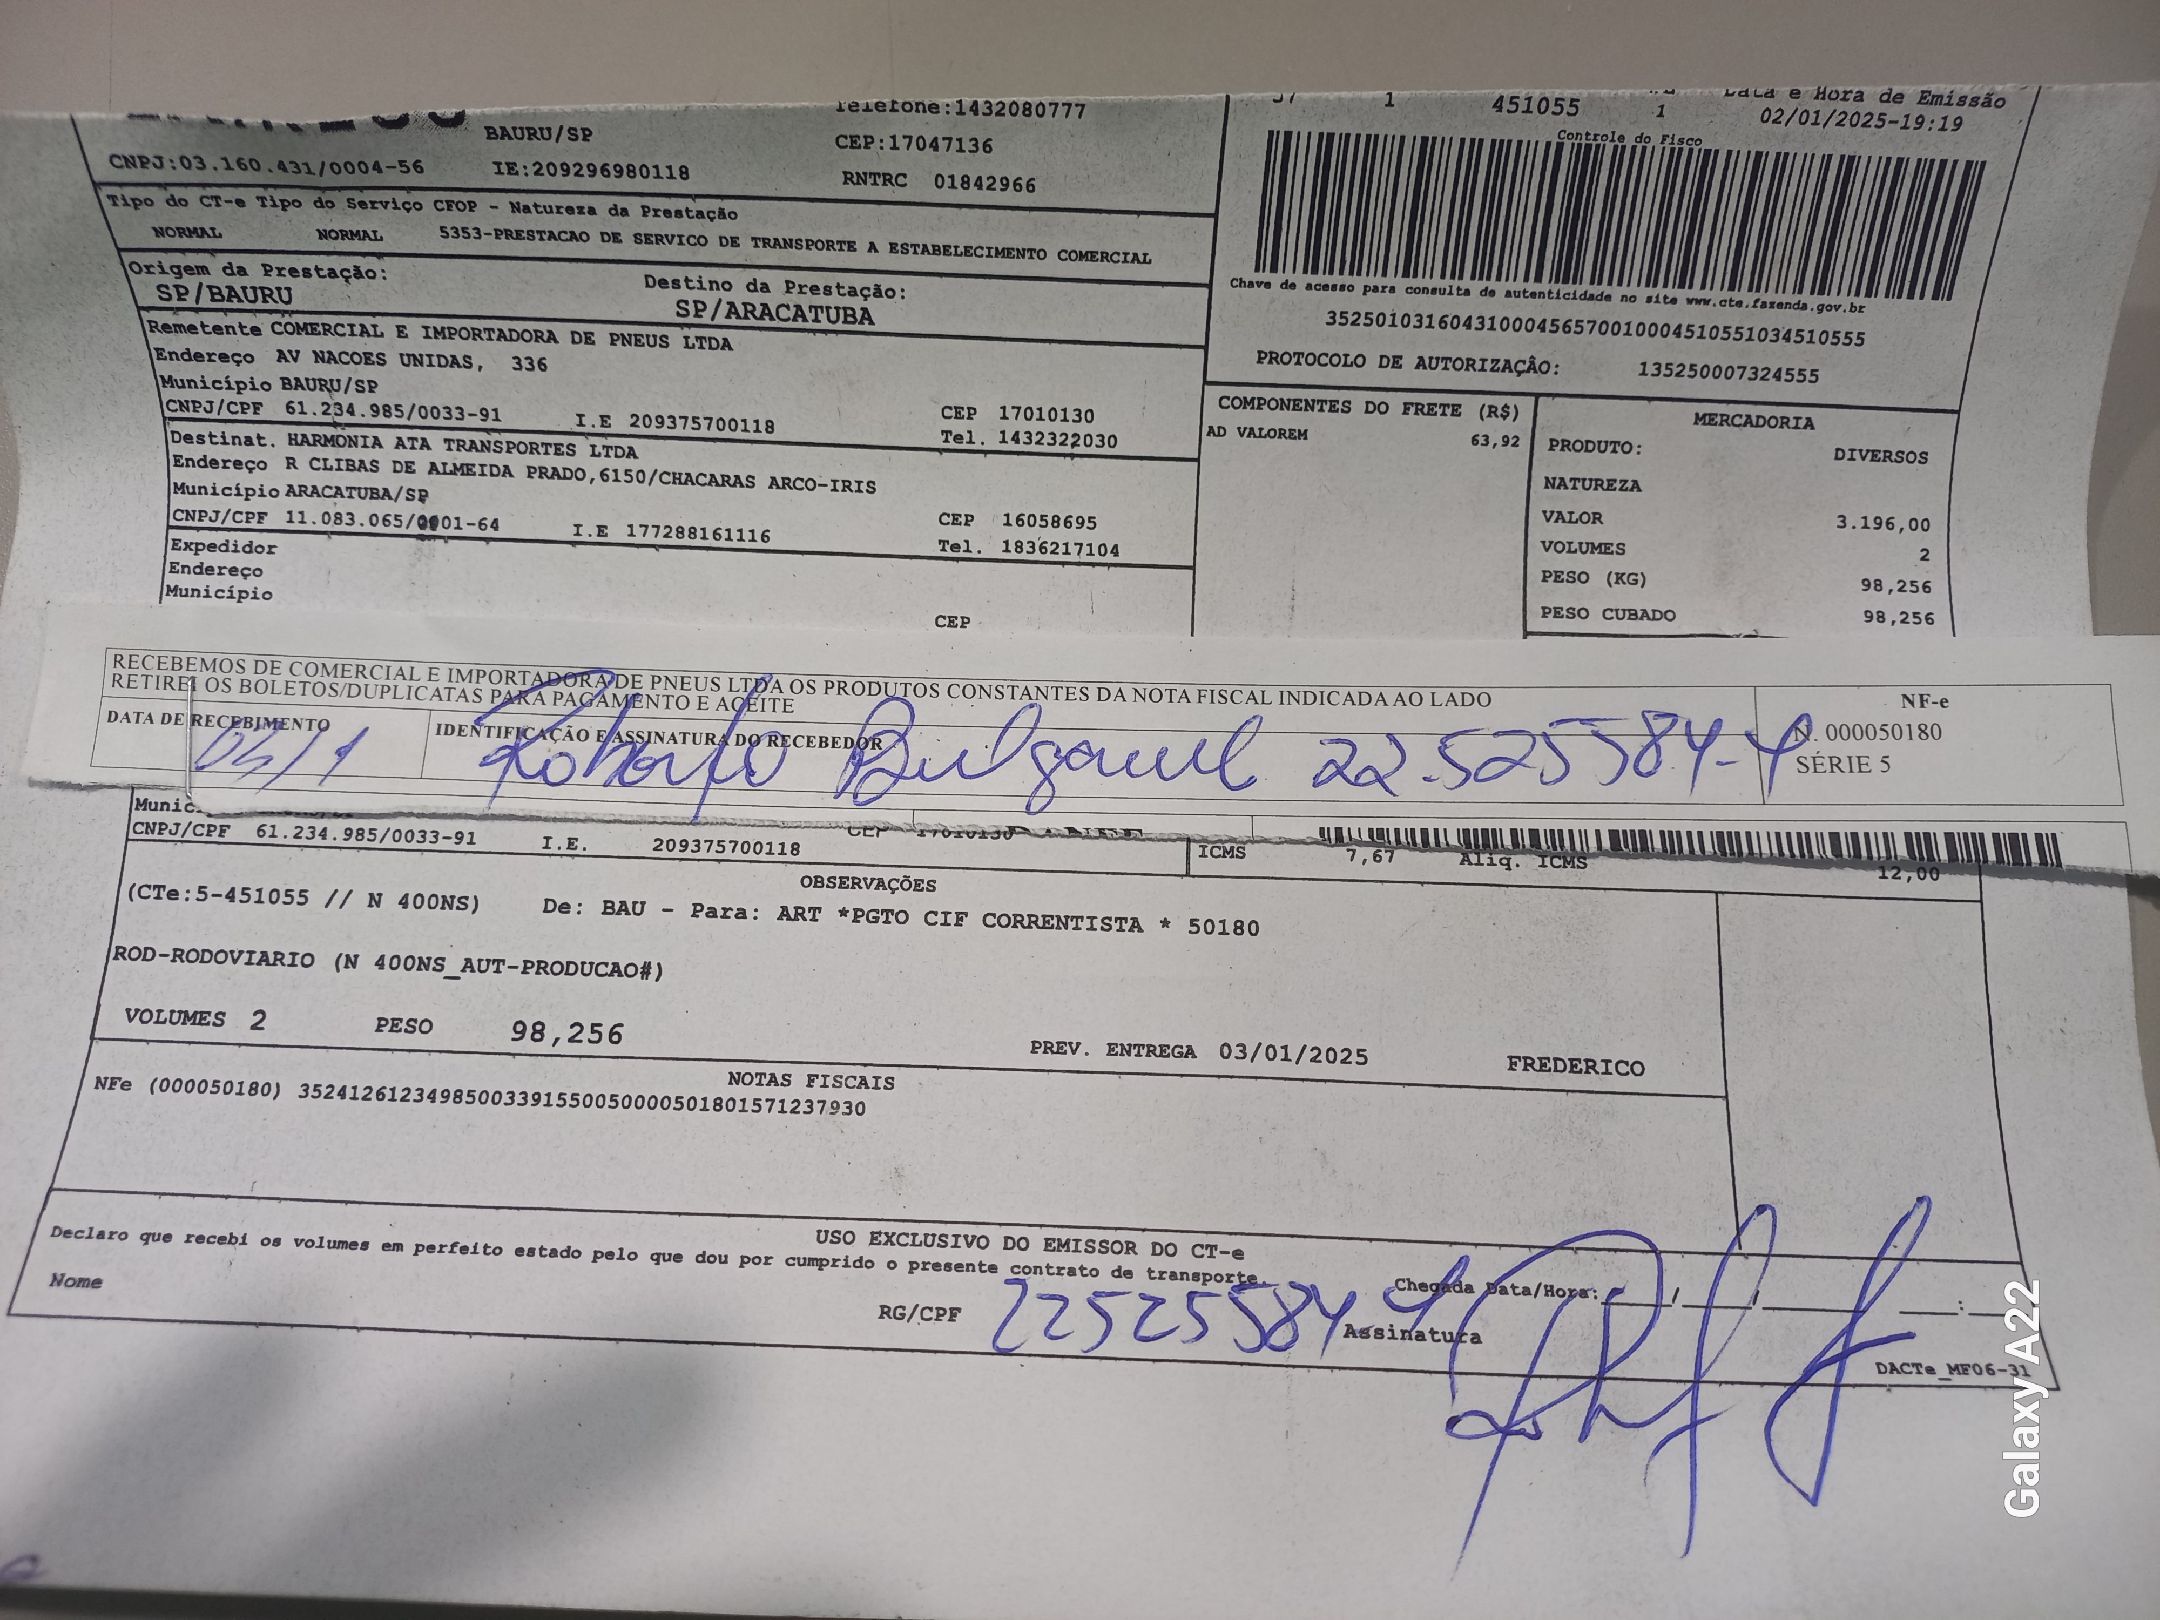 Telefone:1432080777
BAURU/SP
CEP:17047136
CNPJ:03.160.431/0004-56 IE:209296980118 RNTRC 01842966
1 451055 1 Data e Hora de Emissão
02/01/2025-19:19
Controle do Fisco
Tipo do CT-e Tipo do Serviço CFOP - Natureza da Prestação
NORMAL NORMAL 5353-PRESTACAO DE SERVICO DE TRANSPORTE A ESTABELECIMENTO COMERCIAL
Origem da Prestação: Destino da Prestação:
SP/BAURU SP/ARACATUBA
Chave de acesso para consulta de autenticidade no site www.cte.fazenda.gov.br
35250103160431000456570010004510551034510555
PROTOCOLO DE AUTORIZAÇÂO: 135250007324555
Remetente COMERCIAL E IMPORTADORA DE PNEUS LTDA
Endereço AV NACOES UNIDAS, 336
Município BAURU/SP
CNPJ/CPF 61.234.985/0033-91 I.E 209375700118 CEP 17010130
Tel. 1432322030
Destinat. HARMONIA ATA TRANSPORTES LTDA
Endereço R CLIBAS DE ALMEIDA PRADO,6150/CHACARAS ARCO-IRIS
Município ARACATUBA/SP
CNPJ/CPF 11.083.065/0001-64 I.E 177288161116 CEP 16058695
Tel. 1836217104
Expedidor
Endereço
Município
CEP
COMPONENTES DO FRETE (R$)
AD VALOREM 63,92
MERCADORIA
PRODUTO: DIVERSOS
NATUREZA
VALOR 3.196,00
VOLUMES 2
PESO (KG) 98,256
PESO CUBADO 98,256
RECEBEMOS DE COMERCIAL E IMPORTADORA DE PNEUS LTDA OS PRODUTOS CONSTANTES DA NOTA FISCAL INDICADA AO LADO
RETIREI OS BOLETOS/DUPLICATAS PARA PAGAMENTO E ACEITE
DATA DE RECEBIMENTO IDENTIFICAÇÃO E ASSINATURA DO RECEBEDOR
22.525584-4
NF-e
N. 000050180
SÉRIE 5
Munic
CNPJ/CPF 61.234.985/0033-91 I.E. 209375700118 CEP 17010130
ICMS 7,67 Aliq. ICMS 12,00
OBSERVAÇÕES
(CTe:5-451055 // N 400NS) De: BAU - Para: ART *PGTO CIF CORRENTISTA * 50180
ROD-RODOVIARIO (N 400NS_AUT-PRODUCAO#)
VOLUMES 2 PESO 98,256 PREV. ENTREGA 03/01/2025 FREDERICO
NOTAS FISCAIS
NFe (000050180) 35241261234985003391550050000501801571237930
USO EXCLUSIVO DO EMISSOR DO CT-e
Declaro que recebi os volumes em perfeito estado pelo que dou por cumprido o presente contrato de transporte.
Nome RG/CPF 225255844 Chegada Data/Hora: / / :
Assinatura
DACTe_MF06-31
Galaxy A22